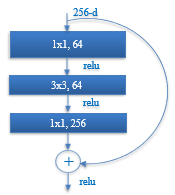 256-d
1x1, 64
relu
3x3, 64
relu
1x1, 256
+
relu